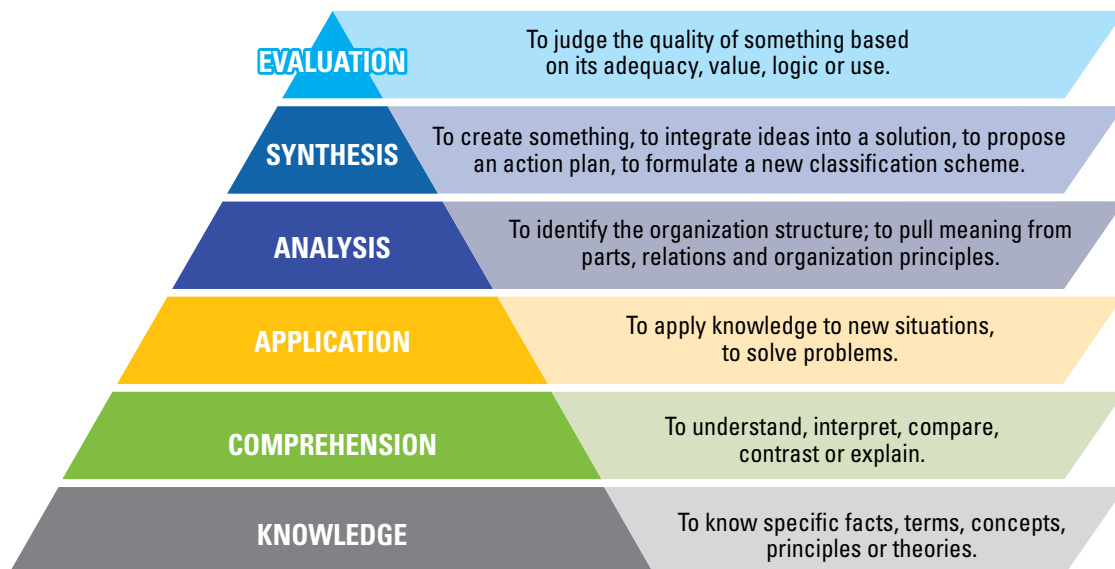 EVALUATION
To judge the quality of something based
on its adequacy, value, logic or use.
SYNTHESIS
To create something, to integrate ideas into a solution, to propose
an action plan, to formulate a new classification scheme.
ANALYSIS
To identify the organization structure; to pull meaning from
parts, relations and organization principles.
APPLICATION
To apply knowledge to new situations,
to solve problems.
COMPREHENSION
To understand, interpret, compare,
contrast or explain.
KNOWLEDGE
To know specific facts, terms, concepts,
principles or theories.